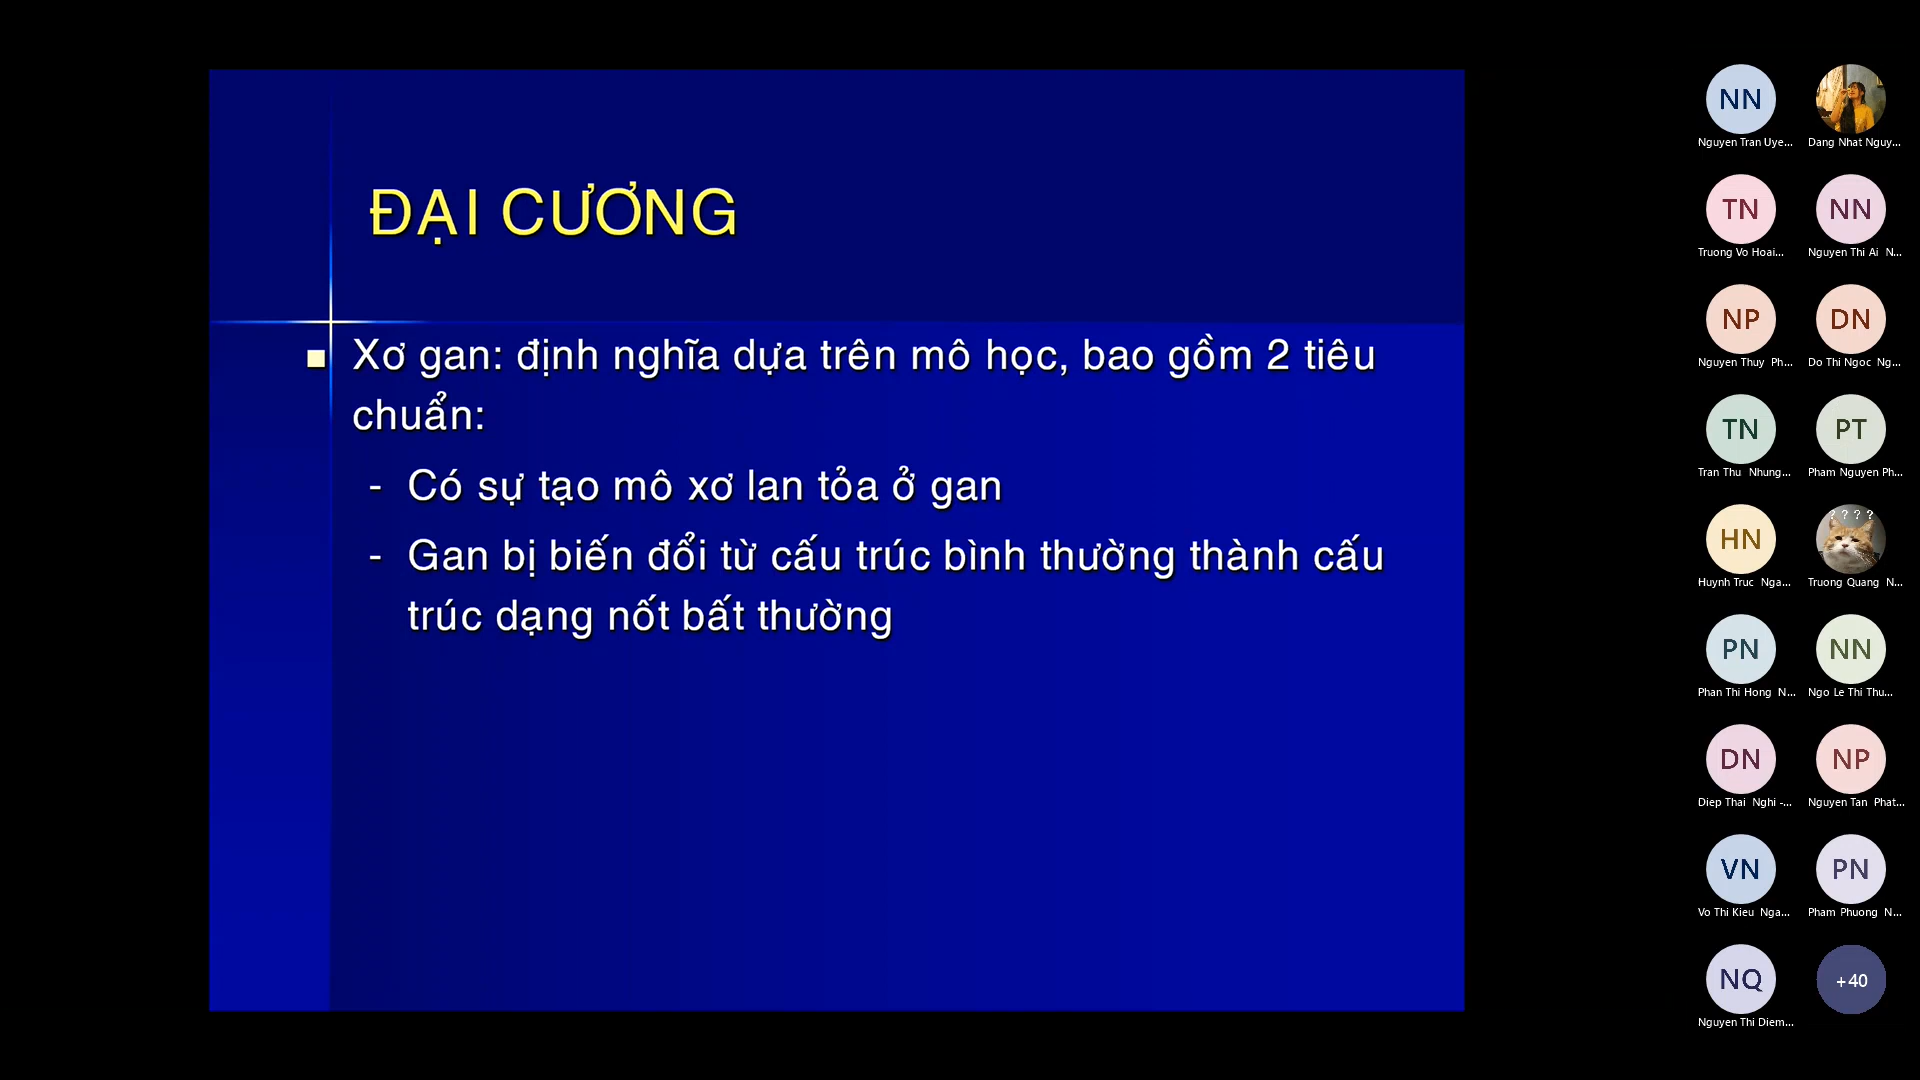 ĐẠI CƯƠNG
Xơ gan: định nghĩa dựa trên mô học, bao gồm 2 tiêu
chuẩn:
- Có sự tạo mô xơ lan tỏa ở gan
- Gan bị biến đổi từ cấu trúc bình thường thành cấu
trúc dạng nốt bất thường
NN
Nguyen Tran Uye...
Dang Nhat Nguy...
TN
Truong Vo Hoai...
NN
Nguyen Thi Ai N...
NP
Nguyen Thuy Ph...
DN
Do Thi Ngoc Ng...
TN
Tran Thu Nhung...
PT
Pham Nguyen Ph...
HN
Huynh Truc Nga...
? ? ? ?
Truong Quang N...
PN
Phan Thi Hong N...
NN
Ngo Le Thi Thu...
DN
Diep Thai Nghi -...
NP
Nguyen Tan Phat...
VN
Vo Thi Kieu Nga...
PN
Pham Phuong N...
NQ
Nguyen Thi Diem...
+40